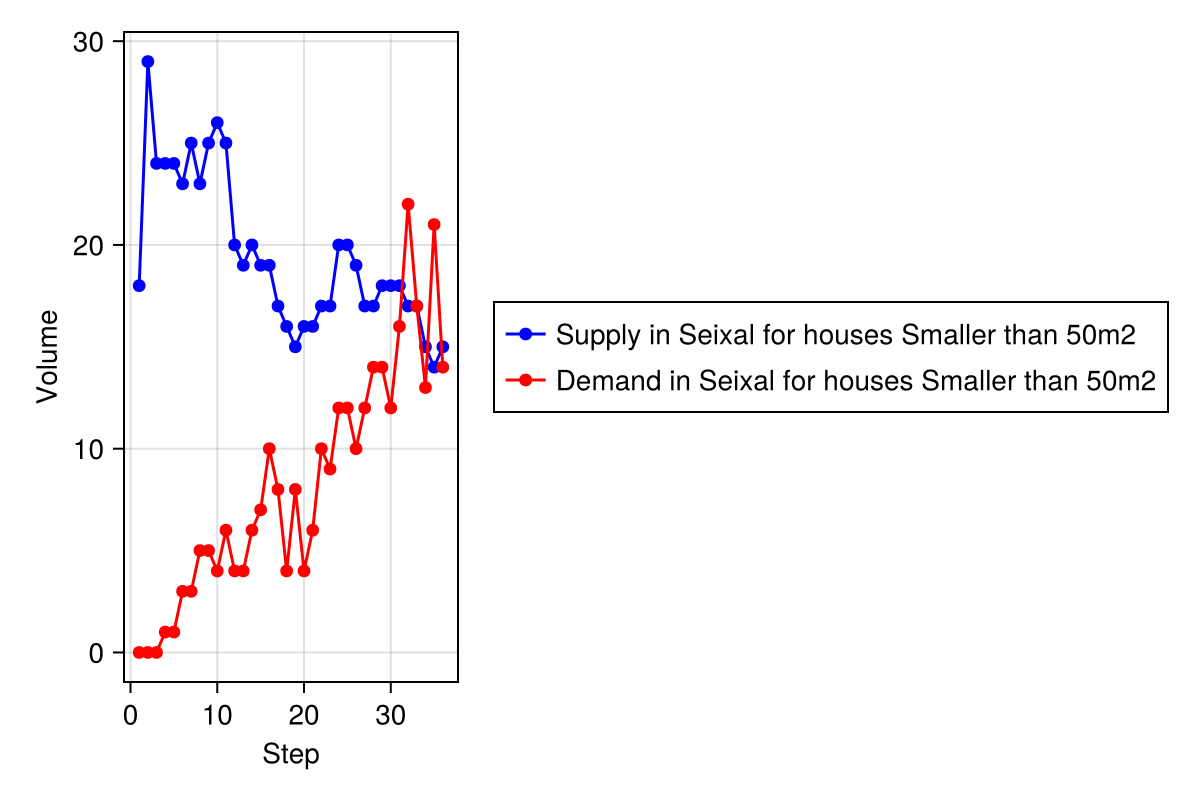 30
20
10
0
Volume
0 10 20 30
Step
Supply in Seixal for houses Smaller than 50m2
Demand in Seixal for houses Smaller than 50m2